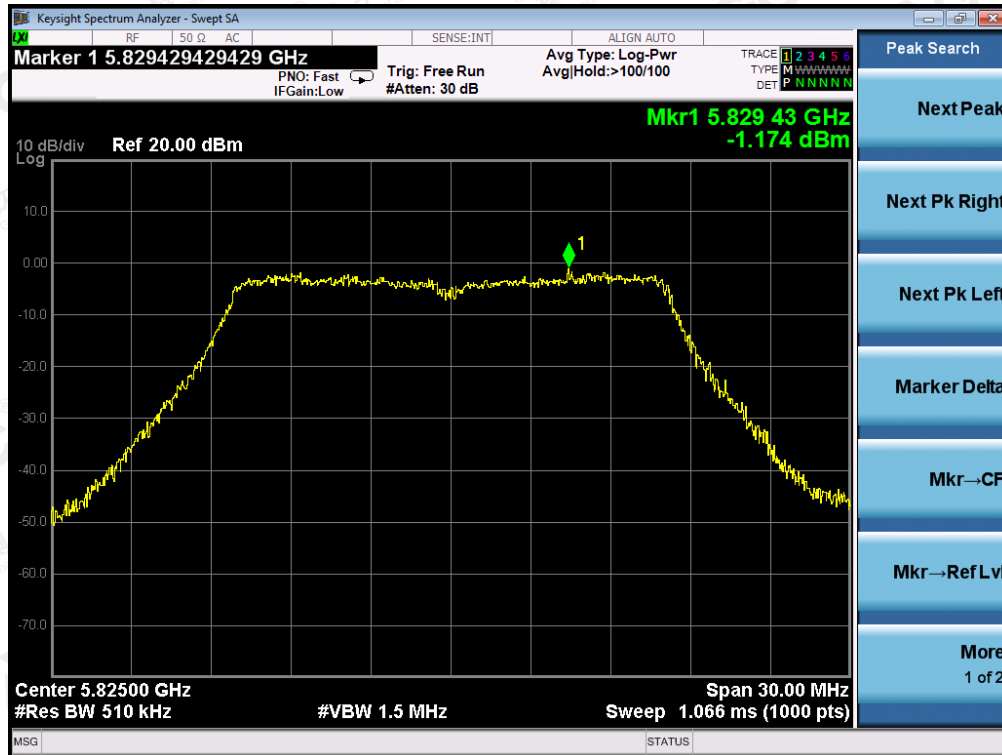 Keysight Spectrum Analyzer - Swept SA
LXI RF 50 Ω AC SENSE:INT ALIGN AUTO
Marker 1 5.829429429429 GHz
PNO: Fast
IFGain:Low
Trig: Free Run
#Atten: 30 dB
Avg Type: Log-Pwr
Avg|Hold:>100/100
TRACE 1 2 3 4 5 6
TYPE M WWWWW
DET P N N N N N
Mkr1 5.829 43 GHz
-1.174 dBm
10 dB/div Ref 20.00 dBm
Log
10.0
0.00
-10.0
-20.0
-30.0
-40.0
-50.0
-60.0
-70.0
1
Center 5.82500 GHz Span 30.00 MHz
#Res BW 510 kHz #VBW 1.5 MHz Sweep 1.066 ms (1000 pts)
MSG STATUS
Peak Search
Next Peak
Next Pk Right
Next Pk Left
Marker Delta
Mkr→CF
Mkr→Ref Lvl
More
1 of 2